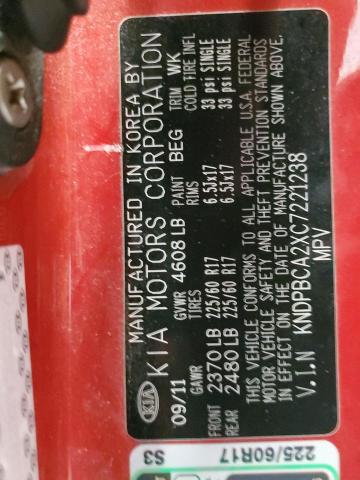 MANUFACTURED IN KOREA BY
KIA KIA MOTORS CORPORATION
09/11 GVWR 4608 LB PAINT BEG TRIM WK
GAWR TIRES RIMS COLD TIRE INFL
FRONT 2370 LB 225/60 R17 6.5JX17 33 psi SINGLE
REAR 2480 LB 225/60 R17 6.5JX17 33 psi SINGLE
THIS VEHICLE CONFORMS TO ALL APPLICABLE U.S.A. FEDERAL
MOTOR VEHICLE SAFETY AND THEFT PREVENTION STANDARDS
IN EFFECT ON THE DATE OF MANUFACTURE SHOWN ABOVE.
V.I.N KNDPBCA2XC7221238
MPV
225/60R17
S3